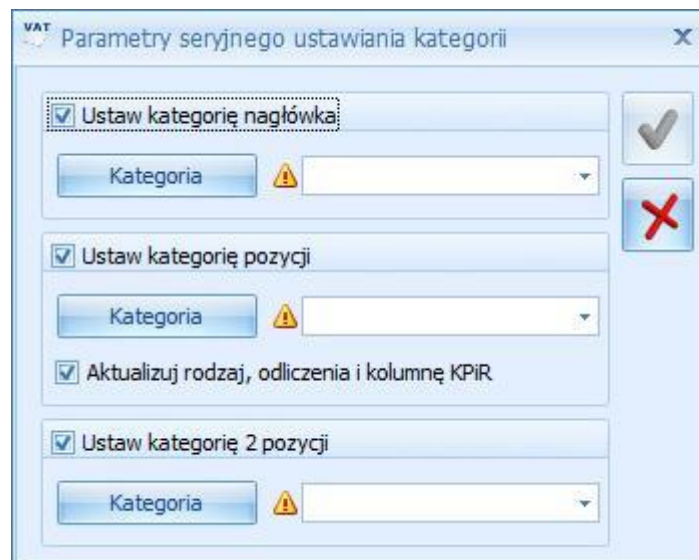 VAT
Parametry seryjnego ustawiania kategorii
Ustaw kategorię nagłówka
Kategoria
Ustaw kategorię pozycji
Kategoria
Aktualizuj rodzaj, odliczenia i kolumnę KPiR
Ustaw kategorię 2 pozycji
Kategoria